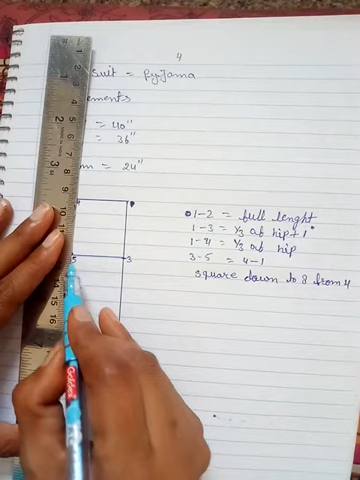 4
suit = Pyjama
ements
= 40"
= 36"
m = 24"
1-2 = full lenght
1-3 = 1/3 of hip + 1"
1-4 = 1/3 of hip
3-5 = 4-1
square down to 8 from 4
4
5 3